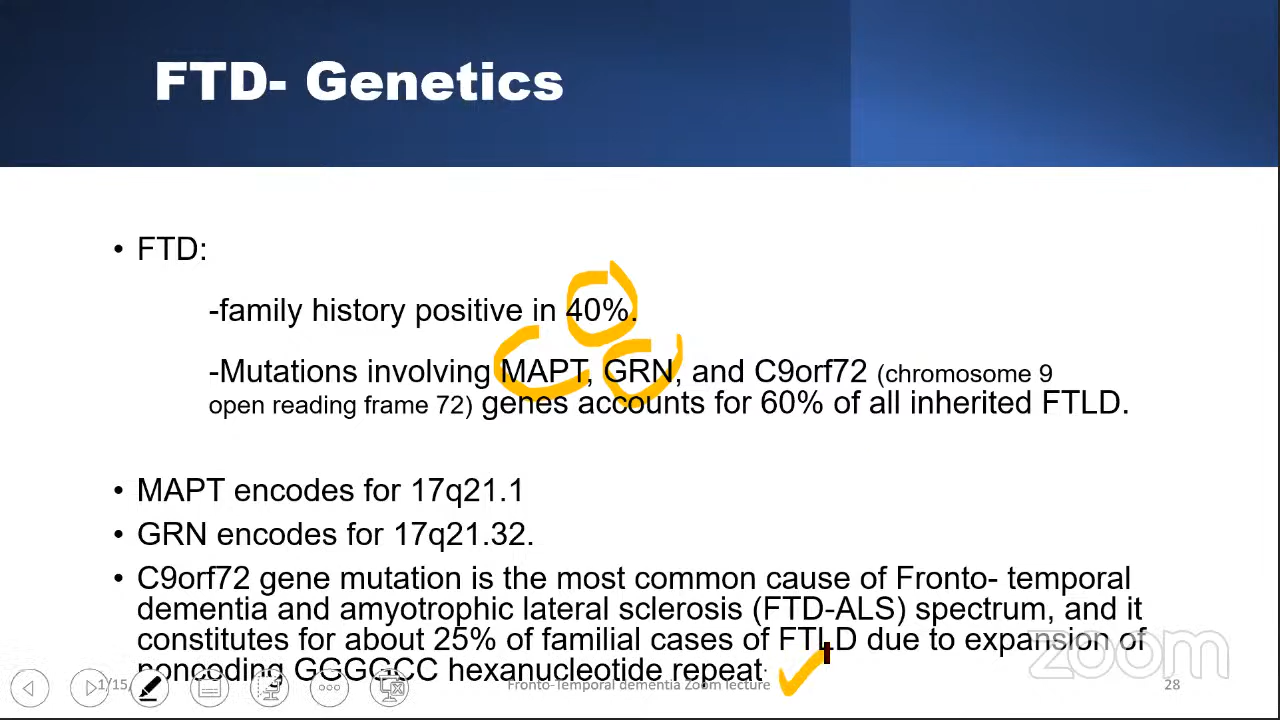 FTD- Genetics
• FTD:
-family history positive in 40%.
-Mutations involving MAPT, GRN, and C9orf72 (chromosome 9
open reading frame 72) genes accounts for 60% of all inherited FTLD.
• MAPT encodes for 17q21.1
• GRN encodes for 17q21.32.
• C9orf72 gene mutation is the most common cause of Fronto- temporal
dementia and amyotrophic lateral sclerosis (FTD-ALS) spectrum, and it
constitutes for about 25% of familial cases of FTLD due to expansion of
noncoding GGGGCC hexanucleotide repeat
zoom
1/15/
Fronto-Temporal dementia Zoom lecture
28